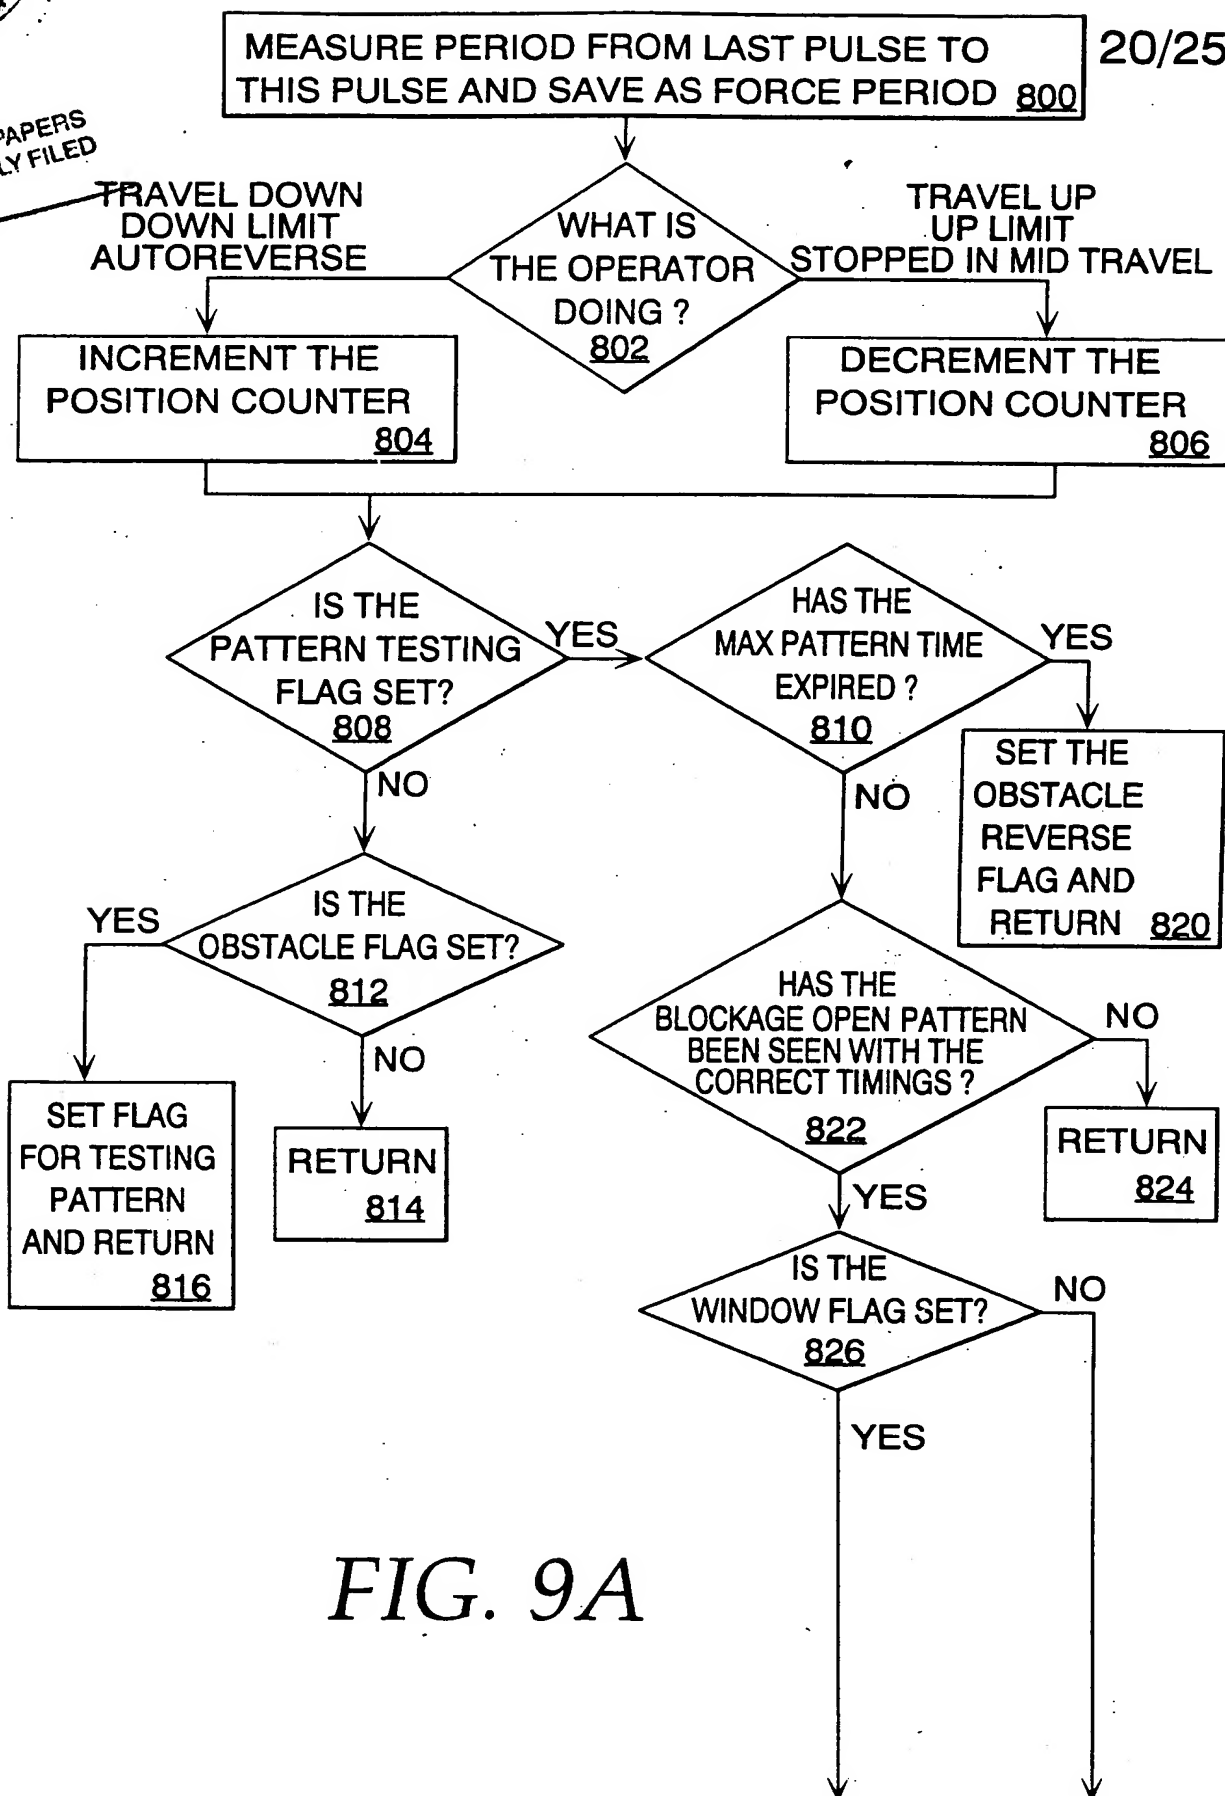 MEASURE PERIOD FROM LAST PULSE TO
THIS PULSE AND SAVE AS FORCE PERIOD 800
20/25
PAPERS
FILED
TRAVEL DOWN
DOWN LIMIT
AUTOREVERSE
WHAT IS
THE OPERATOR
DOING ?
802
TRAVEL UP
UP LIMIT
STOPPED IN MID TRAVEL
INCREMENT THE
POSITION COUNTER
804
DECREMENT THE
POSITION COUNTER
806
IS THE
PATTERN TESTING
FLAG SET?
808
YES
HAS THE
MAX PATTERN TIME
EXPIRED ?
810
YES
NO
NO
SET THE
OBSTACLE
REVERSE
FLAG AND
RETURN 820
IS THE
OBSTACLE FLAG SET?
812
YES
NO
HAS THE
BLOCKAGE OPEN PATTERN
BEEN SEEN WITH THE
CORRECT TIMINGS ?
822
NO
SET FLAG
FOR TESTING
PATTERN
AND RETURN
816
RETURN
814
RETURN
824
YES
IS THE
WINDOW FLAG SET?
826
NO
YES
FIG. 9A